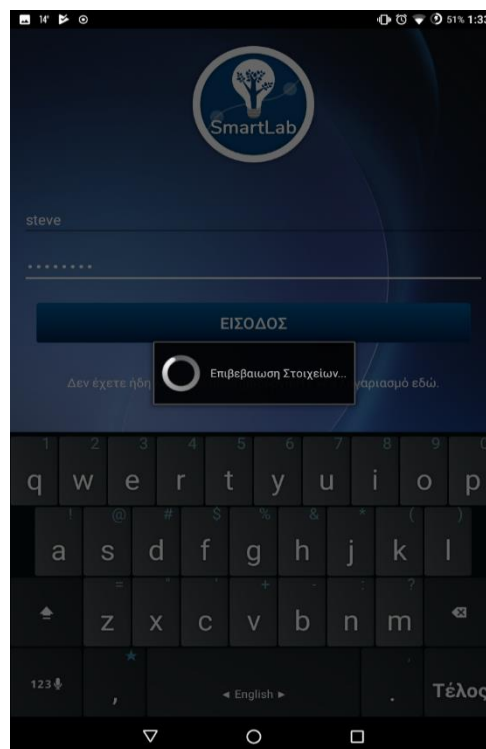 14° 51% 1:33
SmartLab
steve
ΕΙΣΟΔΟΣ
Επιβεβαιωση Στοιχείων...
Δεν έχετε ήδη γαριασμό εδώ.
1 2 3 4 5 6 7 8 9 0
q w e r t y u i o p
! @ # $ % & * ( )
a s d f g h j k l
= + - : ?
z x c v b n m
123 , ◄ English ► . Τέλος